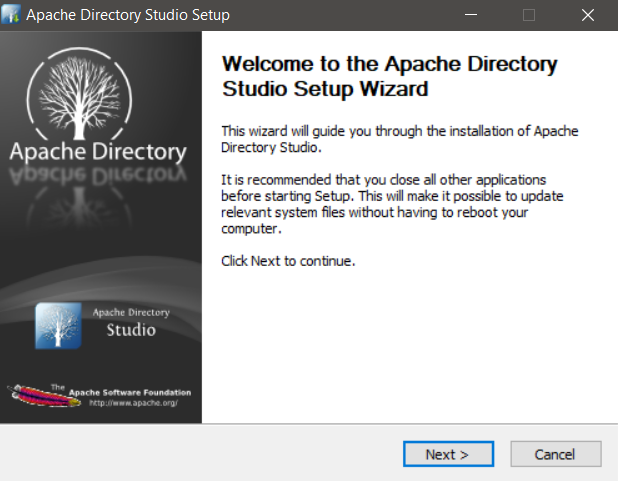 Apache Directory Studio Setup
Apache Directory
Apache Directory
Studio
The
Apache Software Foundation
http://www.apache.org/
Welcome to the Apache Directory
Studio Setup Wizard
This wizard will guide you through the installation of Apache
Directory Studio.
It is recommended that you close all other applications
before starting Setup. This will make it possible to update
relevant system files without having to reboot your
computer.
Click Next to continue.
Next >
Cancel